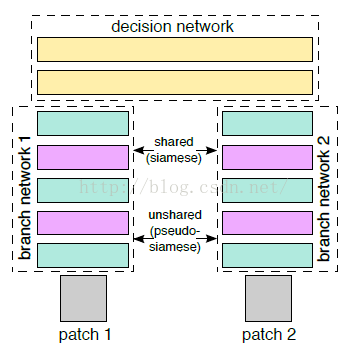 decision network
branch network 1
branch network 2
shared
(siamese)
http://blog.csdn.net/
unshared
(pseudo-
siamese)
patch 1
patch 2